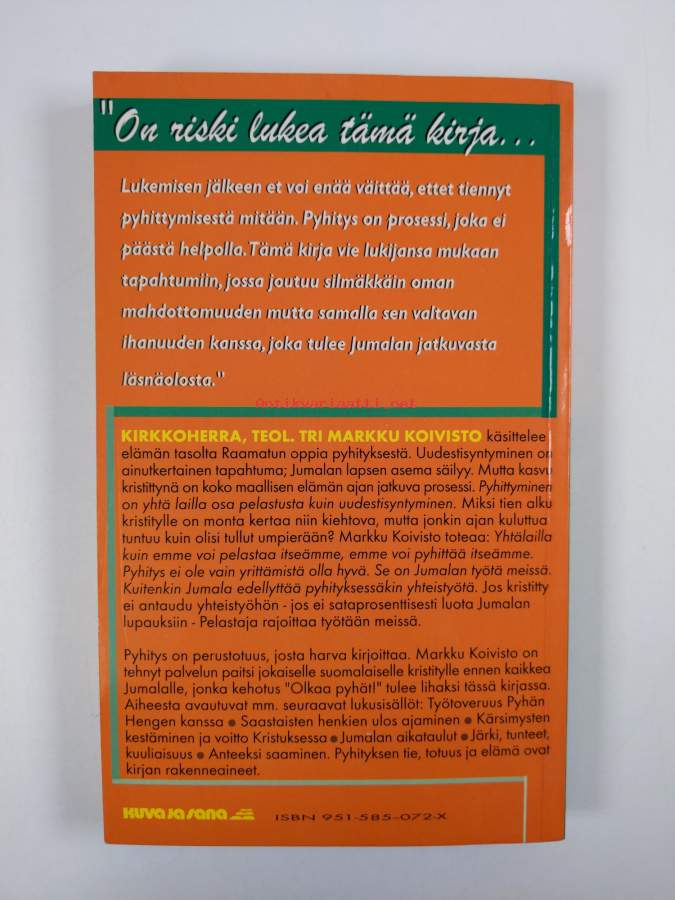 "On riski lukea tämä kirja...
Lukemisen jälkeen et voi enää väittää, ettet tiennyt
pyhittymisestä mitään. Pyhitys on prosessi, joka ei
päästä helpolla. Tämä kirja vie lukijansa mukaan
tapahtumiin, jossa joutuu silmäkkäin oman
mahdottomuuden mutta samalla sen valtavan
ihanuuden kanssa, joka tulee Jumalan jatkuvasta
läsnäolosta."
Antikvariaatti.net
KIRKKOHERRA, TEOL. TRI MARKKU KOIVISTO käsittelee
elämän tasolta Raamatun oppia pyhityksestä. Uudestisyntyminen on
ainutkertainen tapahtuma; Jumalan lapsen asema säilyy. Mutta kasvu
kristittynä on koko maallisen elämän ajan jatkuva prosessi. Pyhittyminen
on yhtä lailla osa pelastusta kuin uudestisyntyminen. Miksi tien alku
kristitylle on monta kertaa niin kiehtova, mutta jonkin ajan kuluttua
tuntuu kuin olisi tullut umpierään? Markku Koivisto toteaa: Yhtälailla
kuin emme voi pelastaa itseämme, emme voi pyhittää itseämme.
Pyhitys ei ole vain yrittämistä olla hyvä. Se on Jumalan työtä meissä.
Kuitenkin Jumala edellyttää pyhityksessäkin yhteistyötä. Jos kristitty
ei antaudu yhteistyöhön - jos ei sataprosenttisesti luota Jumalan
lupauksiin - Pelastaja rajoittaa työtään meissä.
Pyhitys on perustotuus, josta harva kirjoittaa. Markku Koivisto on
tehnyt palvelun paitsi jokaiselle suomalaiselle kristitylle ennen kaikkea
Jumalalle, jonka kehotus "Olkaa pyhät!" tulee lihaksi tässä kirjassa.
Aiheesta avautuvat mm. seuraavat lukusisällöt: Työtoveruus Pyhän
Hengen kanssa ● Saastaisten henkien ulos ajaminen ● Kärsimysten
kestäminen ja voitto Kristuksessa ● Jumalan aikataulut ● Järki, tunteet,
kuuliaisuus ● Anteeksi saaminen. Pyhityksen tie, totuus ja elämä ovat
kirjan rakenneaineet.
kuva ja sana ISBN 951-585-072-X